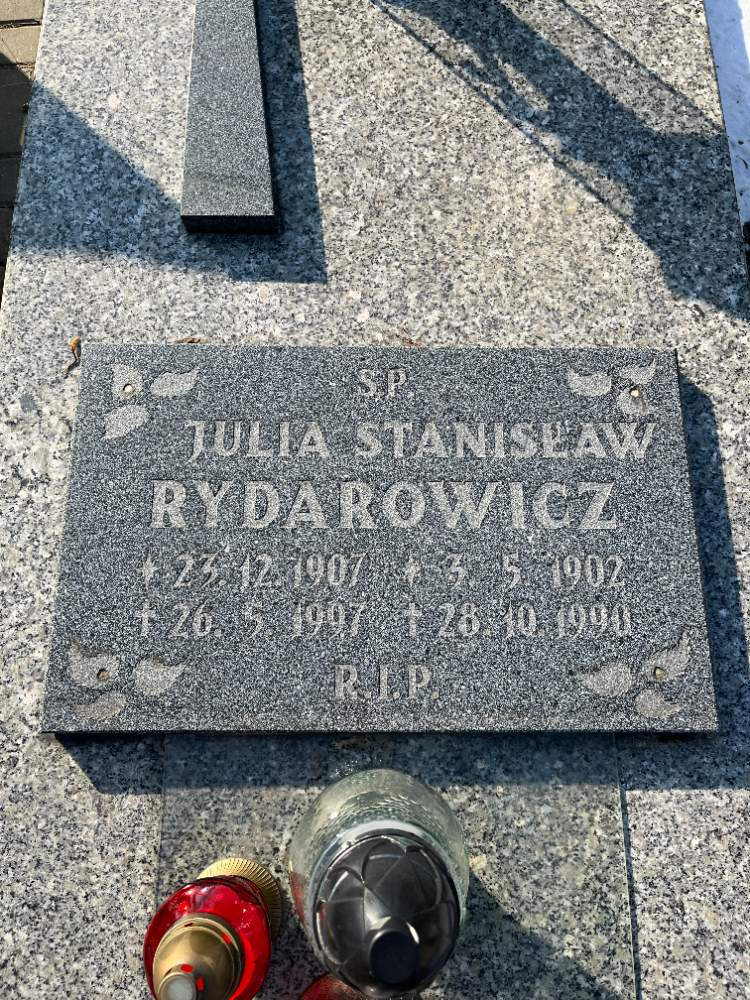 S.P.
JULIA STANISŁAW
RYDAROWICZ
* 23. 12. 1907 * 3. 5. 1902
† 26. 5. 1997 † 28. 10. 1990
R.I.P.